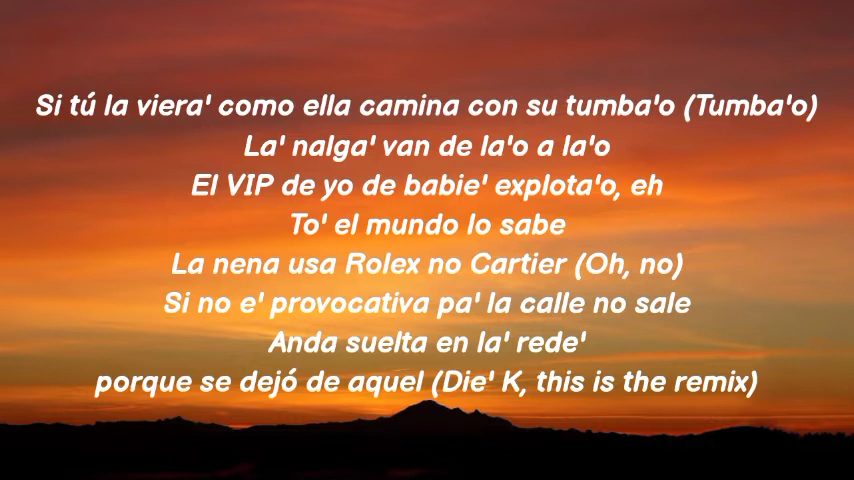 Si tú la viera' como ella camina con su tumba'o (Tumba'o)
La' nalga' van de la'o a la'o
El VIP de yo de babie' explota'o, eh
To' el mundo lo sabe
La nena usa Rolex no Cartier (Oh, no)
Si no e' provocativa pa' la calle no sale
Anda suelta en la' rede'
porque se dejó de aquel (Die' K, this is the remix)